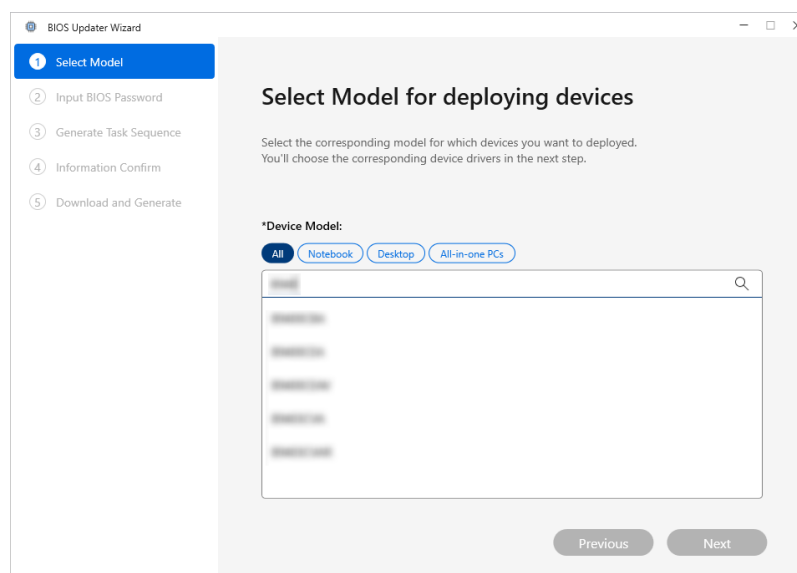 BIOS Updater Wizard
1 Select Model
2 Input BIOS Password
3 Generate Task Sequence
4 Information Confirm
5 Download and Generate
Select Model for deploying devices
Select the corresponding model for which devices you want to deployed.
You'll choose the corresponding device drivers in the next step.
*Device Model:
All Notebook Desktop All-in-one PCs
Previous Next